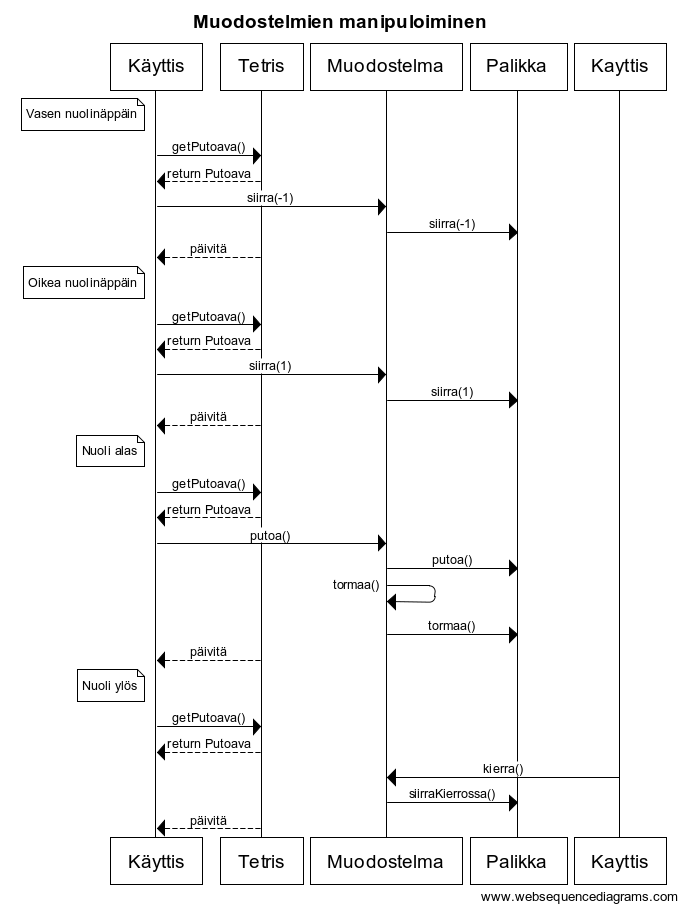 Muodostelmien manipuloiminen
Käyttis Tetris Muodostelma Palikka Kayttis
Vasen nuolinäppäin
getPutoava()
return Putoava
siirra(-1)
siirra(-1)
päivitä
Oikea nuolinäppäin
getPutoava()
return Putoava
siirra(1)
siirra(1)
päivitä
Nuoli alas
getPutoava()
return Putoava
putoa()
putoa()
tormaa()
tormaa()
päivitä
Nuoli ylös
getPutoava()
return Putoava
kierra()
siirraKierrossa()
päivitä
Käyttis Tetris Muodostelma Palikka Kayttis
www.websequencediagrams.com